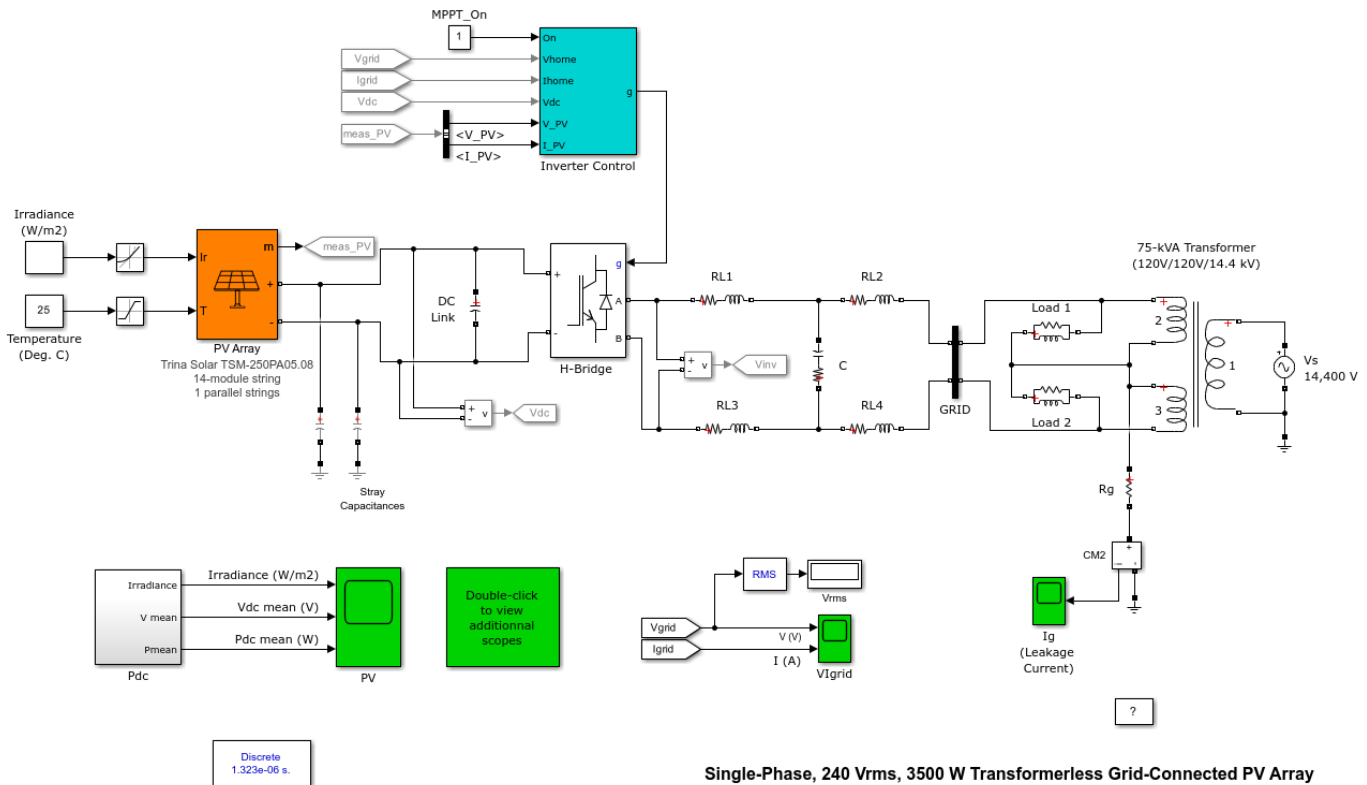 MPPT_On
1
On
Vgrid
Vhome
Igrid
Ihome
Vdc
Vdc
g
meas_PV
V_PV
<V_PV>
I_PV
<I_PV>
Inverter Control
Irradiance
(W/m2)
Ir
m
meas_PV
+
25
T
-
Temperature
(Deg. C)
PV Array
Trina Solar TSM-250PA05.08
14-module string
1 parallel strings
DC
Link
+
-
g
A
B
H-Bridge
+
-
v
Vdc
Stray
Capacitances
RL1
RL2
+
-
v
Vinv
C
RL3
RL4
GRID
75-kVA Transformer
(120V/120V/14.4 kV)
Load 1
+
2
+
1
+
3
+
Load 2
+
Vs
14,400 V
Rg
CM2
+
-
Ig
(Leakage
Current)
Irradiance
Irradiance (W/m2)
V mean
Vdc mean (V)
Pmean
Pdc mean (W)
Pdc
PV
Double-click
to view
additionnal
scopes
RMS
Vrms
Vgrid
V (V)
Igrid
I (A)
VIgrid
?
Discrete
1.323e-06 s.
Single-Phase, 240 Vrms, 3500 W Transformerless Grid-Connected PV Array